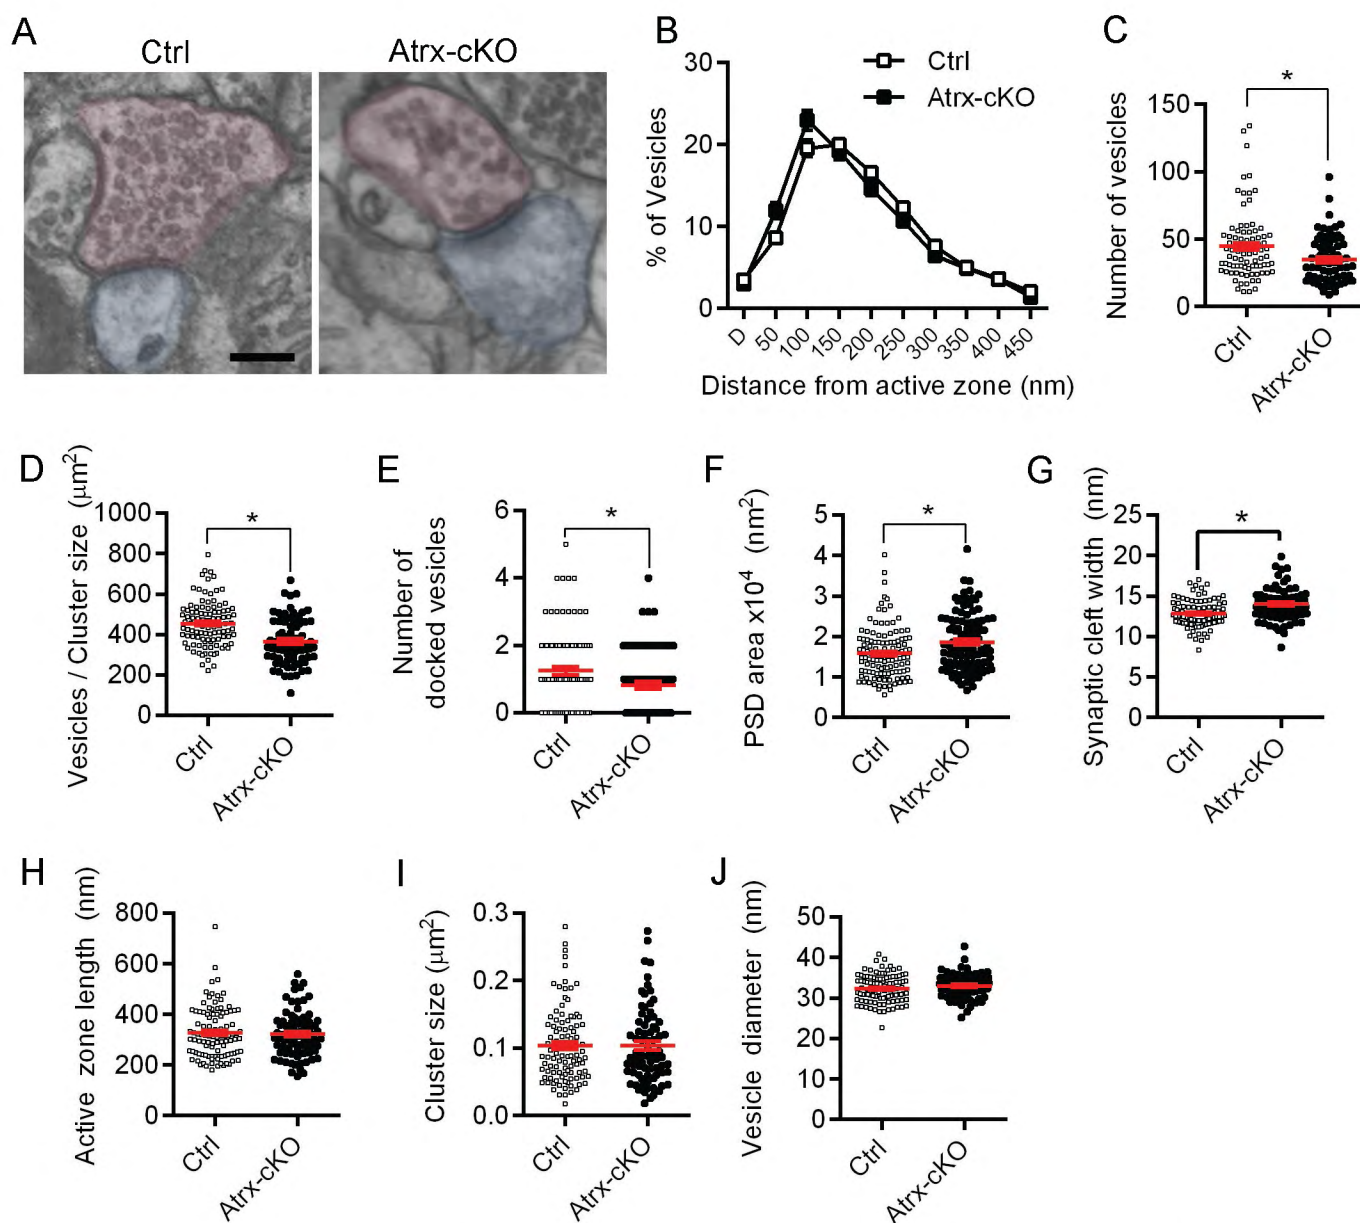 A
Ctrl
Atrx-cKO
B
% of Vesicles
30
20
10
0
Ctrl
Atrx-cKO
D
50
100
150
200
250
300
350
400
450
Distance from active zone (nm)
C
Number of vesicles
150
100
50
0
*
Ctrl
Atrx-cKO
D
Vesicles / Cluster size (μm²)
1000
800
600
400
200
0
*
Ctrl
Atrx-cKO
E
Number of
docked vesicles
6
4
2
0
*
Ctrl
Atrx-cKO
F
PSD area x10⁴ (nm²)
5
4
3
2
1
0
*
Ctrl
Atrx-cKO
G
Synaptic cleft width (nm)
25
20
15
10
5
0
*
Ctrl
Atrx-cKO
H
Active zone length (nm)
800
600
400
200
0
Ctrl
Atrx-cKO
I
Cluster size (μm²)
0.3
0.2
0.1
0.0
Ctrl
Atrx-cKO
J
Vesicle diameter (nm)
50
40
30
20
10
0
Ctrl
Atrx-cKO